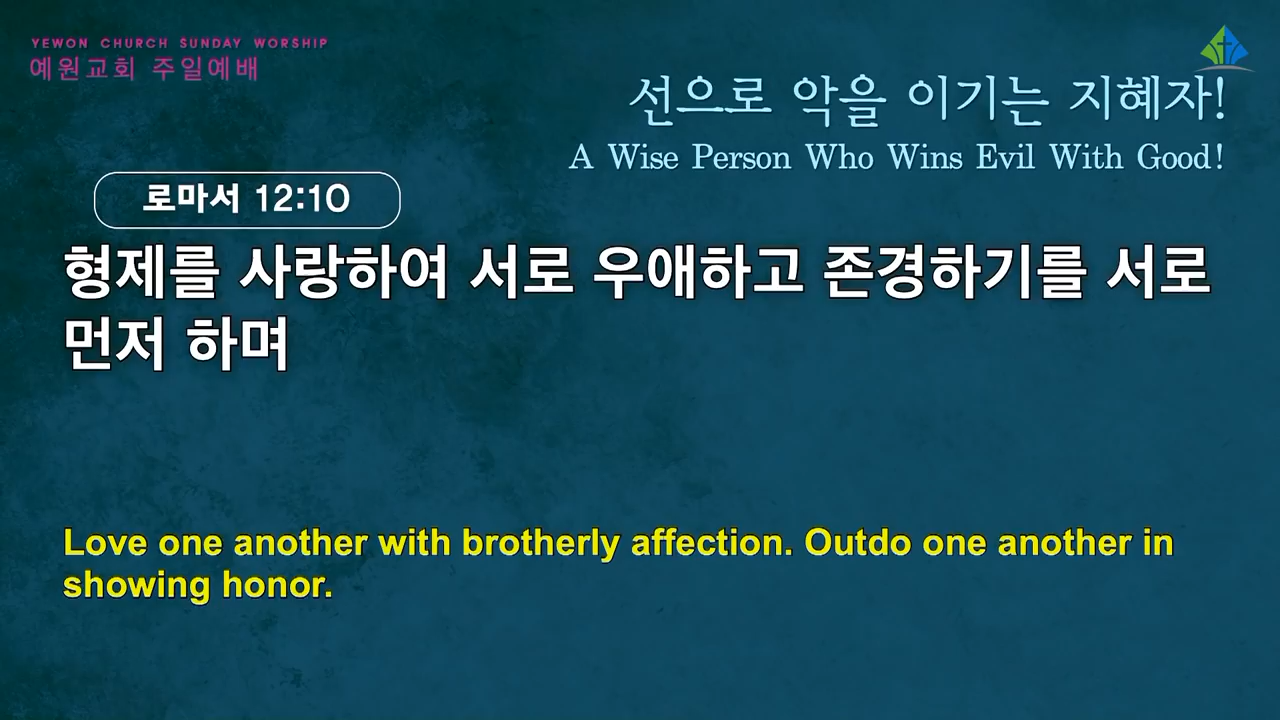 YEWON CHURCH SUNDAY WORSHIP
예원교회 주일예배
선으로 악을 이기는 지혜자!
A Wise Person Who Wins Evil With Good!
로마서 12:10
형제를 사랑하여 서로 우애하고 존경하기를 서로
먼저 하며
Love one another with brotherly affection. Outdo one another in
showing honor.